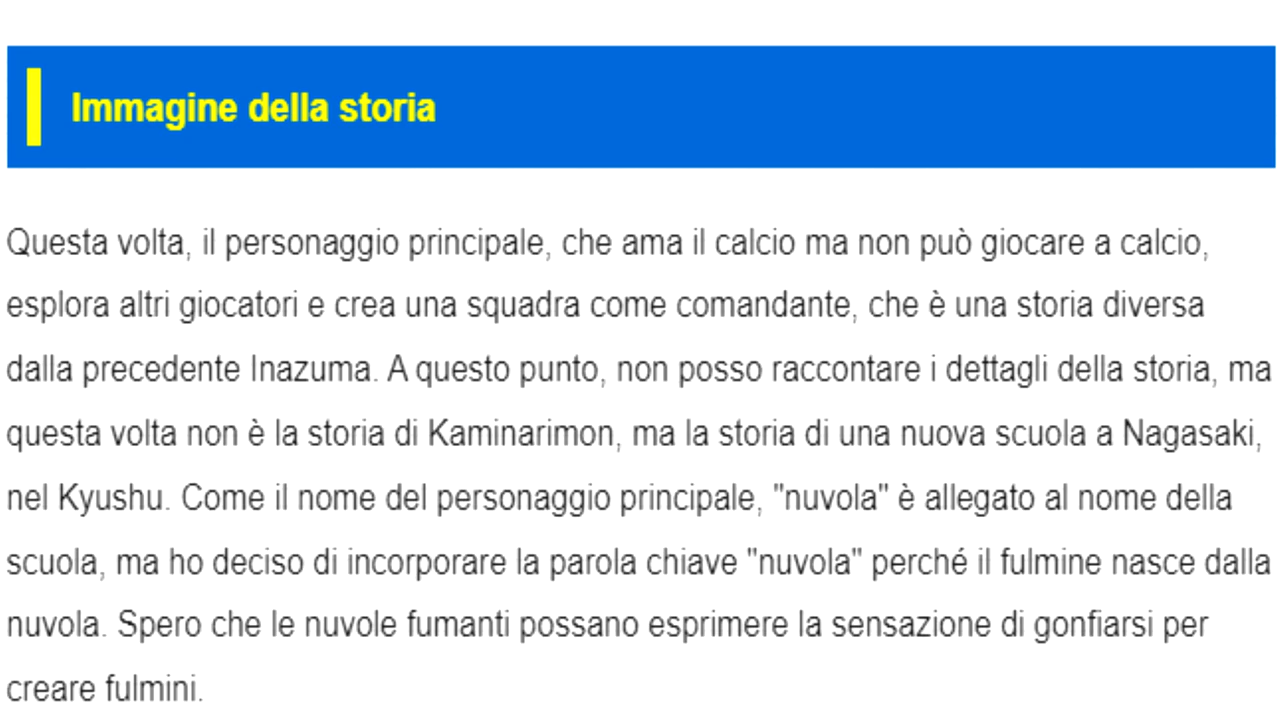 Immagine della storia
Questa volta, il personaggio principale, che ama il calcio ma non può giocare a calcio,
esplora altri giocatori e crea una squadra come comandante, che è una storia diversa
dalla precedente Inazuma. A questo punto, non posso raccontare i dettagli della storia, ma
questa volta non è la storia di Kaminarimon, ma la storia di una nuova scuola a Nagasaki,
nel Kyushu. Come il nome del personaggio principale, "nuvola" è allegato al nome della
scuola, ma ho deciso di incorporare la parola chiave "nuvola" perché il fulmine nasce dalla
nuvola. Spero che le nuvole fumanti possano esprimere la sensazione di gonfiarsi per
creare fulmini.